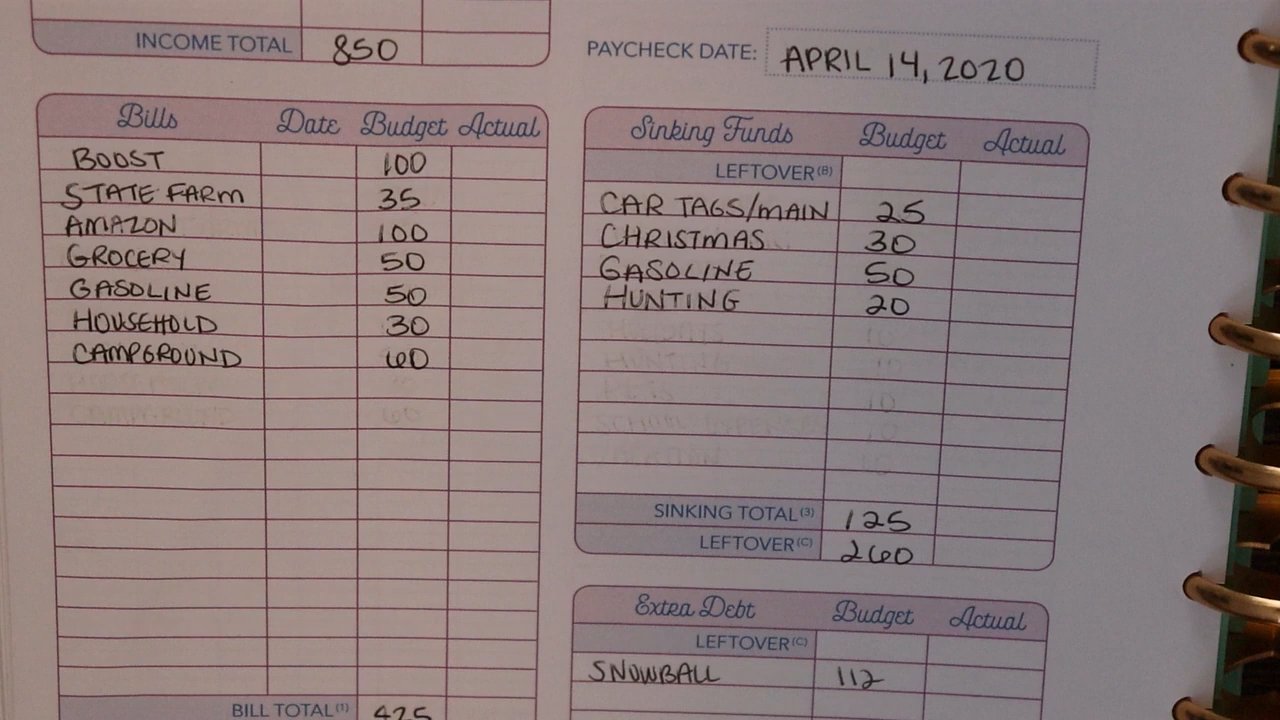 INCOME TOTAL 850
PAYCHECK DATE: APRIL 14, 2020
Bills Date Budget Actual
BOOST 100
STATE FARM 35
AMAZON 100
GROCERY 50
GASOLINE 50
HOUSEHOLD 30
CAMPGROUND 60
BILL TOTAL(1) 425
Sinking Funds Budget Actual
LEFTOVER(B)
CAR TAGS/MAIN 25
CHRISTMAS 30
GASOLINE 50
HUNTING 20
SINKING TOTAL(3) 125
LEFTOVER(C) 260
Extra Debt Budget Actual
LEFTOVER(C)
SNOWBALL 112